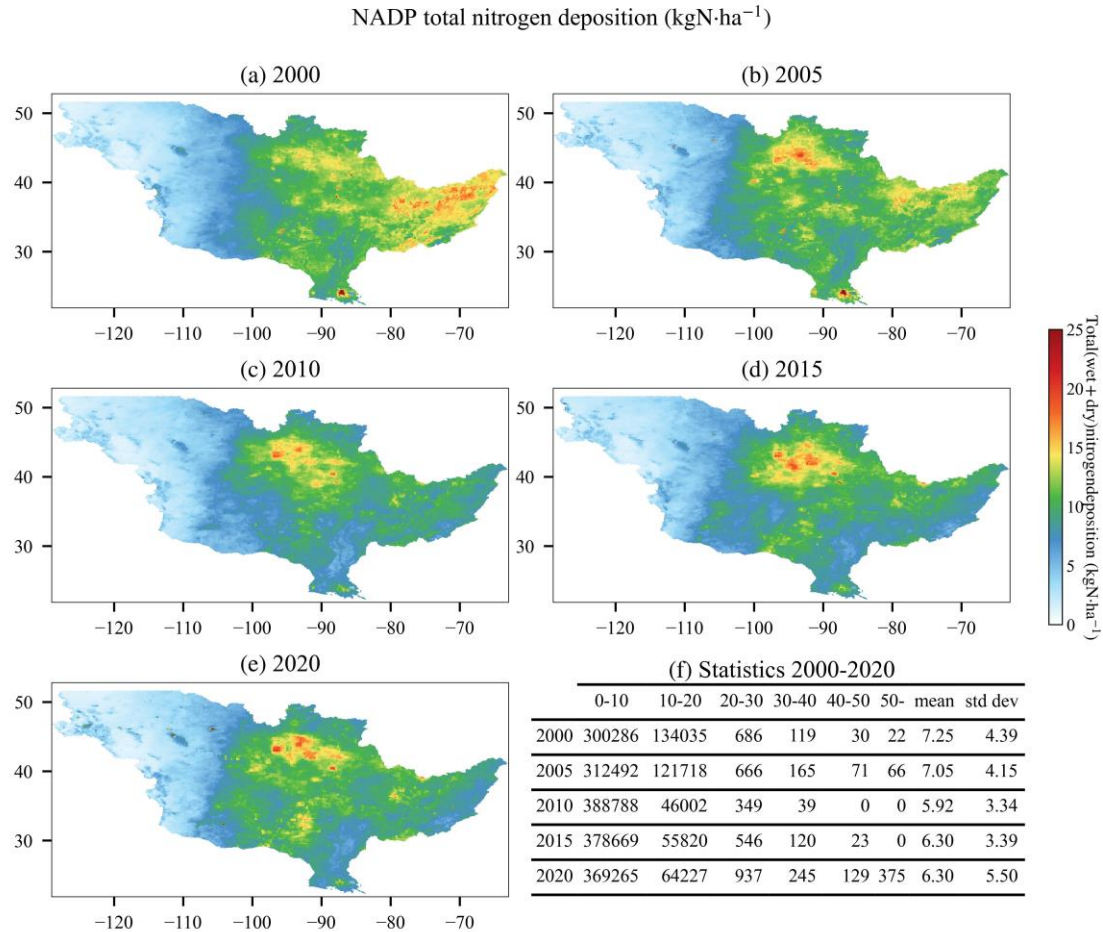 NADP total nitrogen deposition (kgN·ha⁻¹)
(a) 2000
(b) 2005
50
40
30
50
40
30
−120 −110 −100 −90 −80 −70
−120 −110 −100 −90 −80 −70
(c) 2010
(d) 2015
50
40
30
50
40
30
−120 −110 −100 −90 −80 −70
−120 −110 −100 −90 −80 −70
25
20
15
10
5
0
Total(wet+dry)nitrogendeposition (kgN·ha⁻¹)
(e) 2020
50
40
30
−120 −110 −100 −90 −80 −70
(f) Statistics 2000-2020
0-10 10-20 20-30 30-40 40-50 50- mean std dev
2000 300286 134035 686 119 30 22 7.25 4.39
2005 312492 121718 666 165 71 66 7.05 4.15
2010 388788 46002 349 39 0 0 5.92 3.34
2015 378669 55820 546 120 23 0 6.30 3.39
2020 369265 64227 937 245 129 375 6.30 5.50